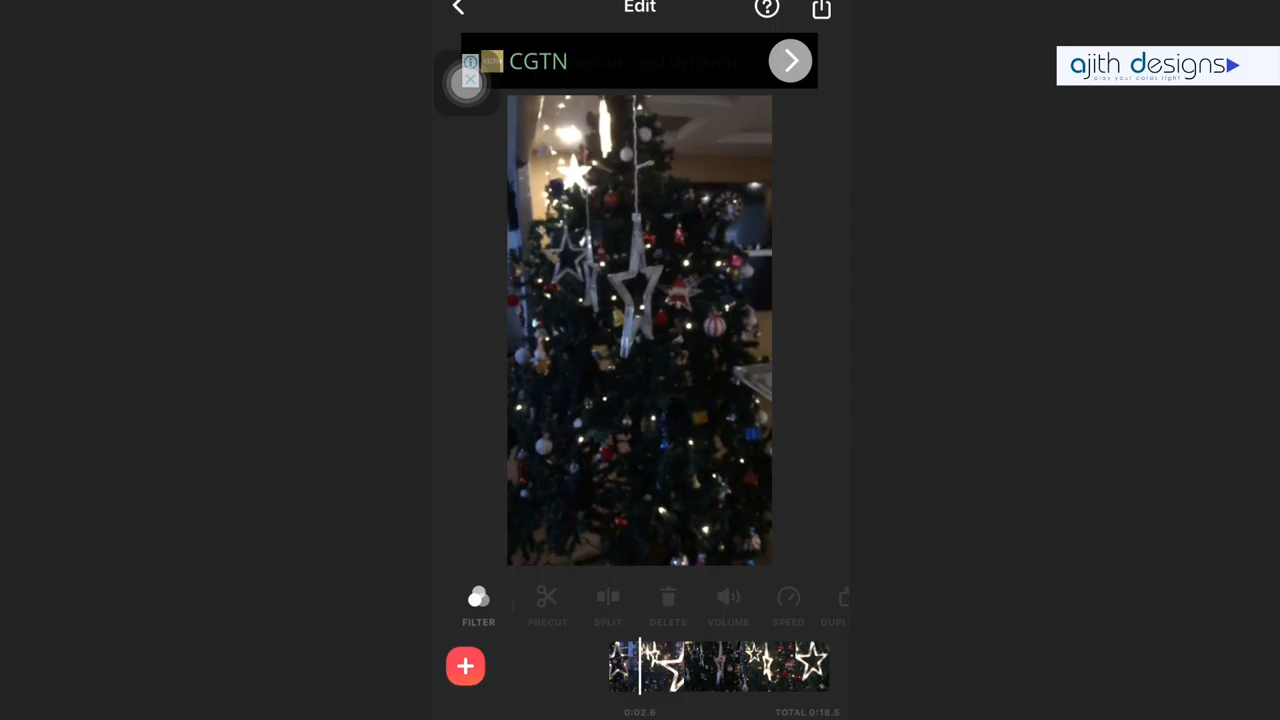 Edit
CGTN
ajith designs
play your cards right
FILTER
PRECUT
SPLIT
DELETE
VOLUME
SPEED
DUPL
0:02.6
TOTAL 0:18.5